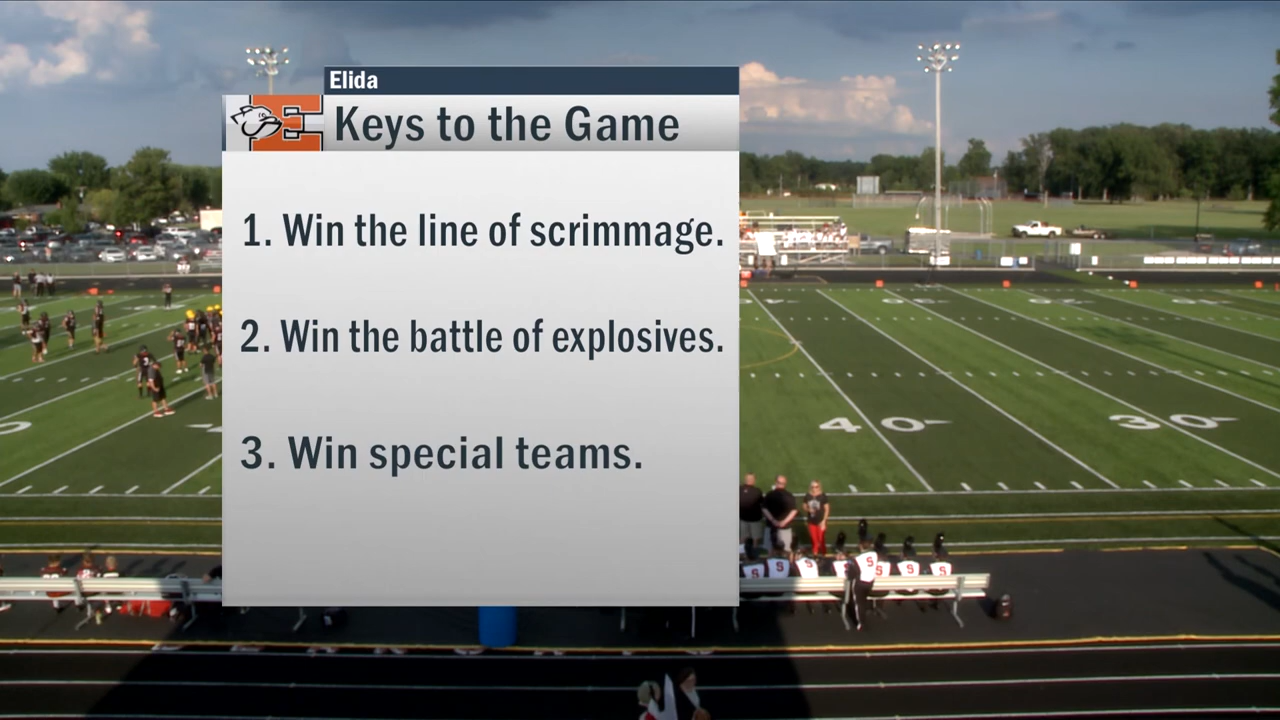 Elida
E Keys to the Game
1. Win the line of scrimmage.
2. Win the battle of explosives.
3. Win special teams.
40
30
S S S S S S S S